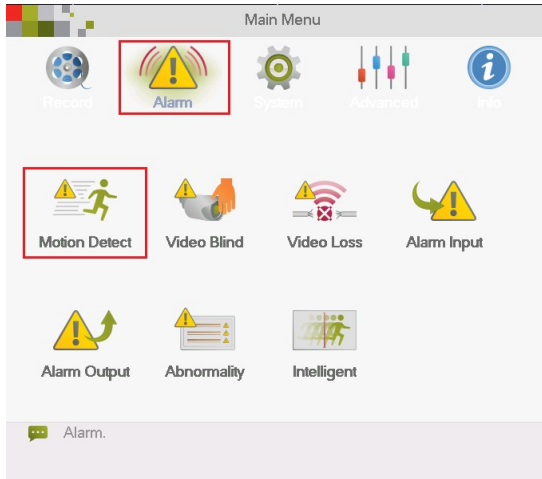 Main Menu
Record Alarm System Advanced Info
Motion Detect Video Blind Video Loss Alarm Input
Alarm Output Abnormality Intelligent
Alarm.